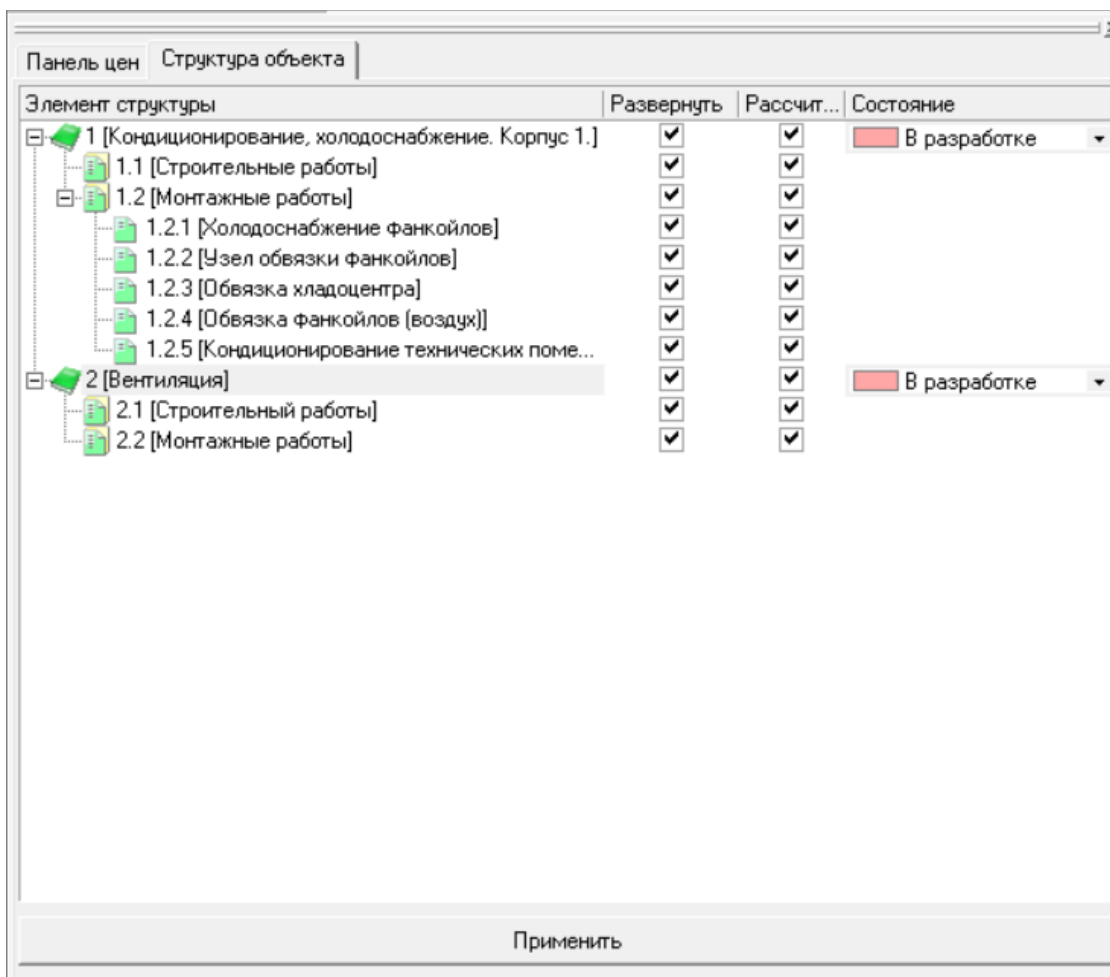 Панель цен Структура объекта
Элемент структуры Развернуть Рассчит... Состояние
1 [Кондиционирование, холодоснабжение. Корпус 1.] В разработке
1.1 [Строительные работы]
1.2 [Монтажные работы]
1.2.1 [Холодоснабжение фанкойлов]
1.2.2 [Узел обвязки фанкойлов]
1.2.3 [Обвязка хладоцентра]
1.2.4 [Обвязка фанкойлов (воздух)]
1.2.5 [Кондиционирование технических поме...
2 [Вентиляция] В разработке
2.1 [Строительный работы]
2.2 [Монтажные работы]
Применить